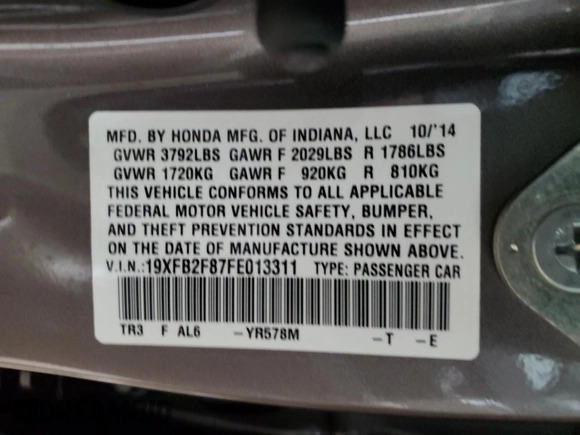 MFD. BY HONDA MFG. OF INDIANA, LLC 10/'14
GVWR 3792LBS GAWR F 2029LBS R 1786LBS
GVWR 1720KG GAWR F 920KG R 810KG
THIS VEHICLE CONFORMS TO ALL APPLICABLE
FEDERAL MOTOR VEHICLE SAFETY, BUMPER,
AND THEFT PREVENTION STANDARDS IN EFFECT
ON THE DATE OF MANUFACTURE SHOWN ABOVE.
V.I.N.:19XFB2F87FE013311 TYPE: PASSENGER CAR
TR3 F AL6 -YR578M -T -E